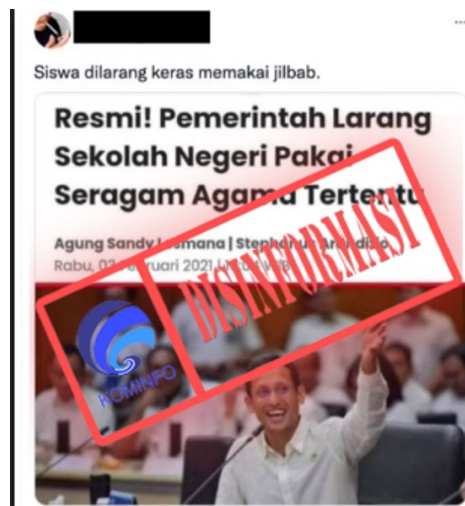 Siswa dilarang keras memakai jilbab.
Resmi! Pemerintah Larang
Sekolah Negeri Pakai
Seragam Agama Tertentu
Agung Sandy
Rabu, 2021
KOMINFO
DISINFORMASI